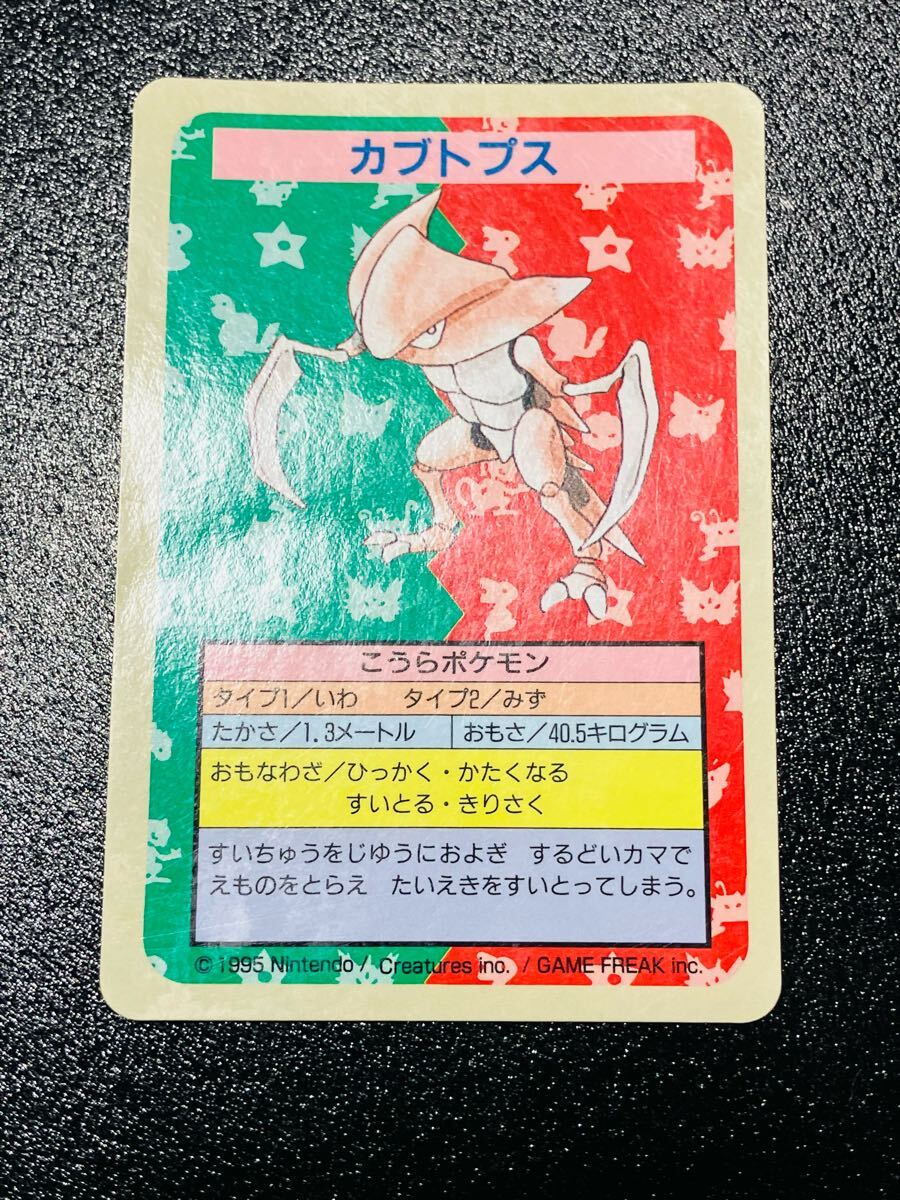 カブトプス
こうらポケモン
タイプ1／いわ　タイプ2／みず
たかさ／1.3メートル　おもさ／40.5キログラム
おもなわざ／ひっかく・かたくなる
すいとる・きりさく
すいちゅうをじゆうにおよぎ　するどいカマで
えものをとらえ　たいえきをすいとってしまう。
© 1995 Nintendo / Creatures inc. / GAME FREAK inc.